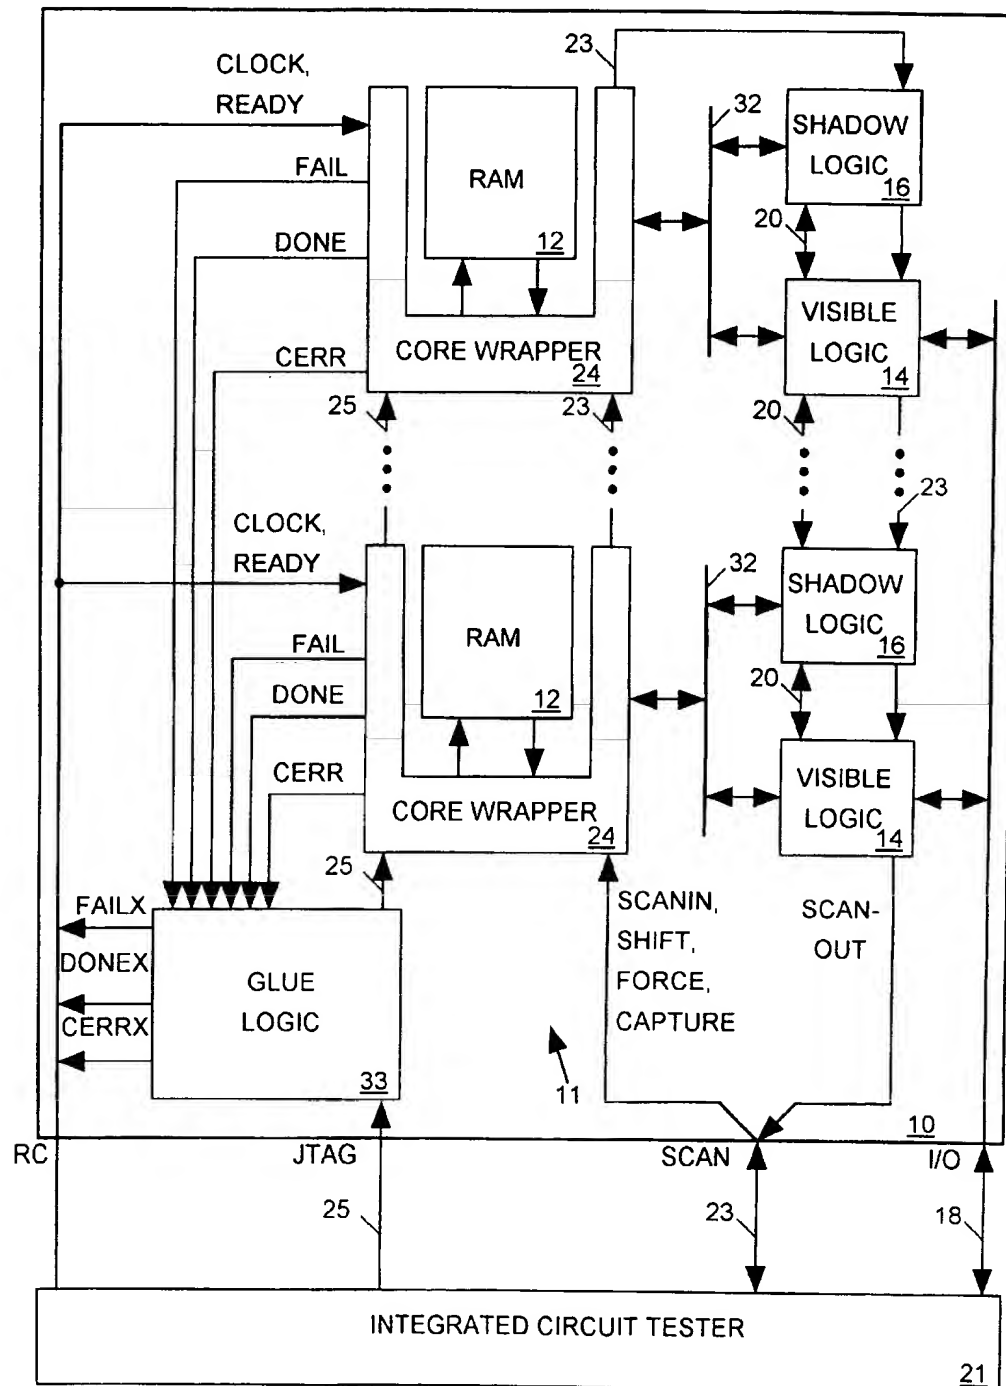 23
CLOCK,
READY
32
SHADOW
LOGIC
16
FAIL
RAM
12
20
DONE
VISIBLE
LOGIC
14
CORE WRAPPER
24
CERR
25
23
20
23
CLOCK,
READY
32
SHADOW
LOGIC
16
RAM
12
FAIL
20
DONE
VISIBLE
LOGIC
14
CERR
CORE WRAPPER
24
25
FAILX
SCANIN,
SHIFT,
FORCE,
CAPTURE
SCAN-
OUT
DONEX
GLUE
LOGIC
33
CERRX
11
10
RC
JTAG
SCAN
I/O
25
23
18
INTEGRATED CIRCUIT TESTER
21